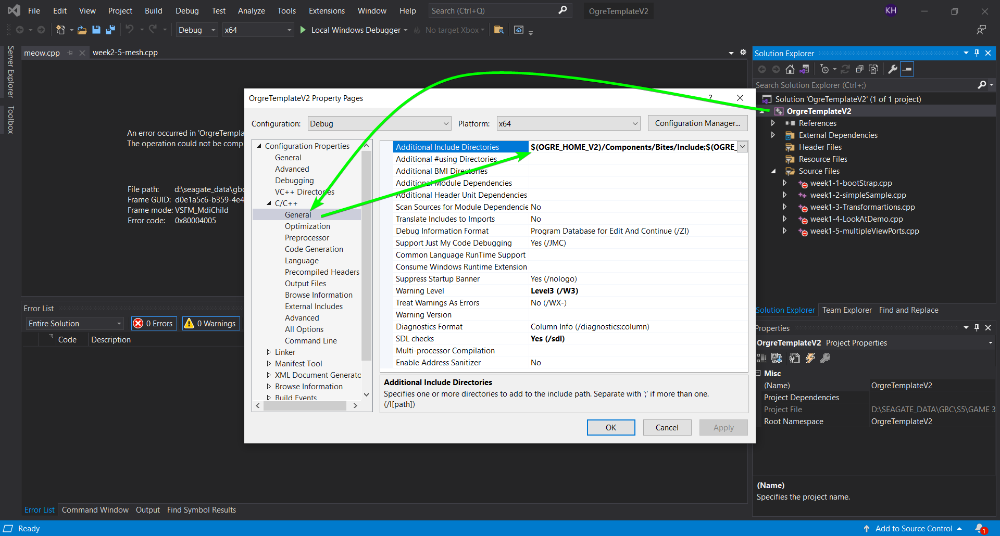 File Edit View Project Build Debug Test Analyze Tools Extensions Window Help Search (Ctrl+Q) OgreTemplateV2 KH
Debug x64 Local Windows Debugger No target Xbox
Server Explorer
Toolbox
meow.cpp week2-5-mesh.cpp
An error occurred in 'OrgreTempla
The operation could not be compl
File path: d:\seagate_data\gbc
Frame GUID: d0e1a5c6-b359-4e4
Frame mode: VSFM_MdiChild
Error code: 0x80004005
OrgreTemplateV2 Property Pages ?
Configuration: Debug Platform: x64 Configuration Manager...
Configuration Properties
General
Advanced
Debugging
VC++ Directories
C/C++
General
Optimization
Preprocessor
Code Generation
Language
Precompiled Headers
Output Files
Browse Information
External Includes
Advanced
All Options
Command Line
Linker
Manifest Tool
XML Document Generato
Browse Information
Build Events
Additional Include Directories $(OGRE_HOME_V2)/Components/Bites/Include;$(OGRE_
Additional #using Directories
Additional BMI Directories
Additional Module Dependencies
Additional Header Unit Dependencies
Scan Sources for Module Dependencie No
Translate Includes to Imports No
Debug Information Format Program Database for Edit And Continue (/ZI)
Support Just My Code Debugging Yes (/JMC)
Common Language RunTime Support
Consume Windows Runtime Extension
Suppress Startup Banner Yes (/nologo)
Warning Level Level3 (/W3)
Treat Warnings As Errors No (/WX-)
Warning Version
Diagnostics Format Column Info (/diagnostics:column)
SDL checks Yes (/sdl)
Multi-processor Compilation
Enable Address Sanitizer No
Additional Include Directories
Specifies one or more directories to add to the include path. Separate with ';' if more than one.
(/I[path])
OK Cancel Apply
Solution Explorer
Search Solution Explorer (Ctrl+;)
Solution 'OgreTemplateV2' (1 of 1 project)
OrgreTemplateV2
References
External Dependencies
Header Files
Resource Files
Source Files
week1-1-bootStrap.cpp
week1-2-simpleSample.cpp
week1-3-Transformartions.cpp
week1-4-LookAtDemo.cpp
week1-5-multipleViewPorts.cpp
Solution Explorer Team Explorer Find and Replace
Properties
OrgreTemplateV2 Project Properties
Misc
(Name) OrgreTemplateV2
Project Dependencies
Project File D:\SEAGATE_DATA\GBC\S5\GAME 3
Root Namespace OrgreTemplateV2
(Name)
Specifies the project name.
Error List
Entire Solution 0 Errors 0 Warnings
Code Description
Error List Command Window Output Find Symbol Results
Ready Add to Source Control 1